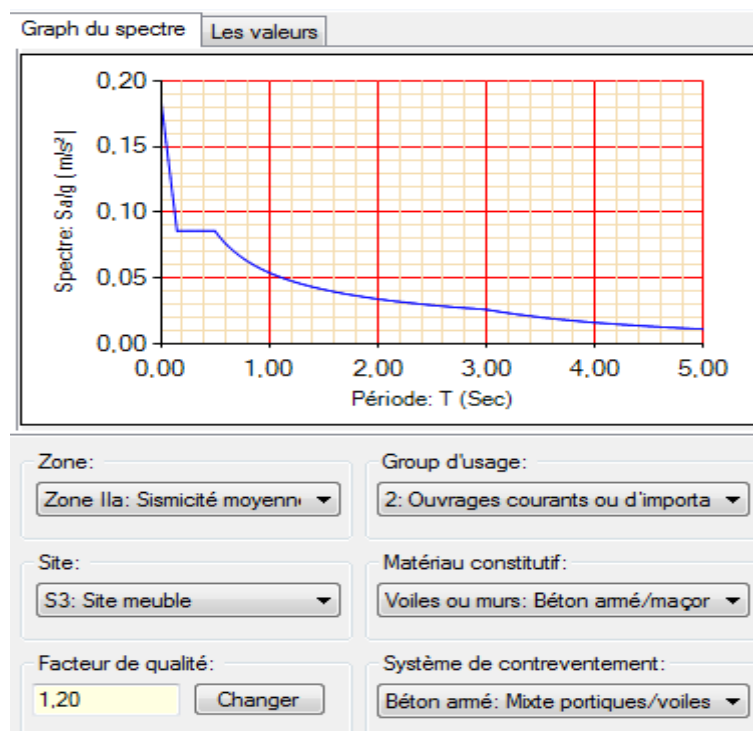 Graph du spectre
Les valeurs
0,20
0,15
0,10
0,05
0,00
Spectre: Sa/g [m/s²]
0,00 1,00 2,00 3,00 4,00 5,00
Période: T (Sec)
Zone:
Group d'usage:
Zone IIa: Sismicité moyenn
2: Ouvrages courants ou d'importa
Site:
Matériau constitutif:
S3: Site meuble
Voiles ou murs: Béton armé/maçor
Facteur de qualité:
Système de contreventement:
1,20
Changer
Béton armé: Mixte portiques/voiles